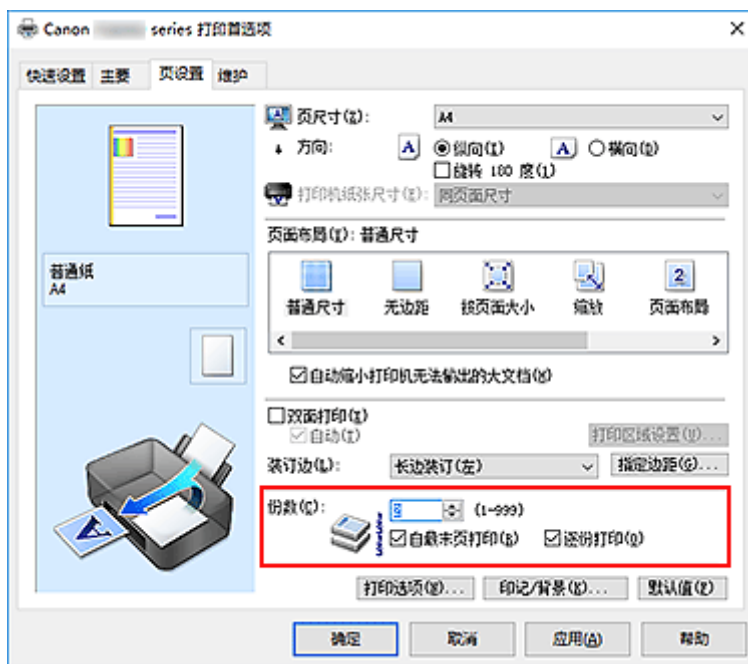 Canon series 打印首选项
快速设置 主要 页设置 维护
页尺寸(Z): A4
方向: A 纵向(I) A 横向(D)
旋转 180 度(1)
打印机纸张尺寸(E): 同页面尺寸
页面布局(Y): 普通尺寸
普通纸
A4
普通尺寸 无边距 按页面大小 缩放 页面布局
自动缩小打印机无法输出的大文档(W)
双面打印(X)
自动(T)
打印区域设置(U)...
装订边(L): 长边装订(左) 指定边距(G)...
份数(C): (1-999)
自最末页打印(B) 逐份打印(O)
打印选项(N)... 印记/背景(K)... 默认值(F)
确定 取消 应用(A) 帮助